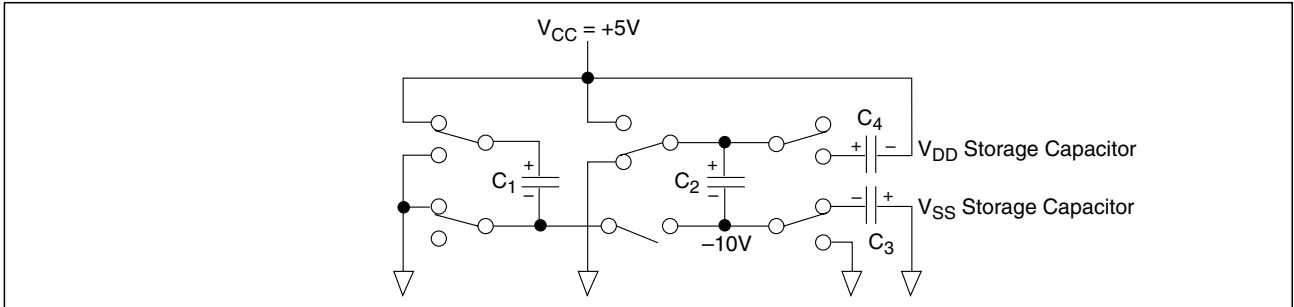 V_CC = +5V
C_4
+ −
V_DD Storage Capacitor
+
C_1
−
+
C_2
−
− +
V_SS Storage Capacitor
C_3
–10V